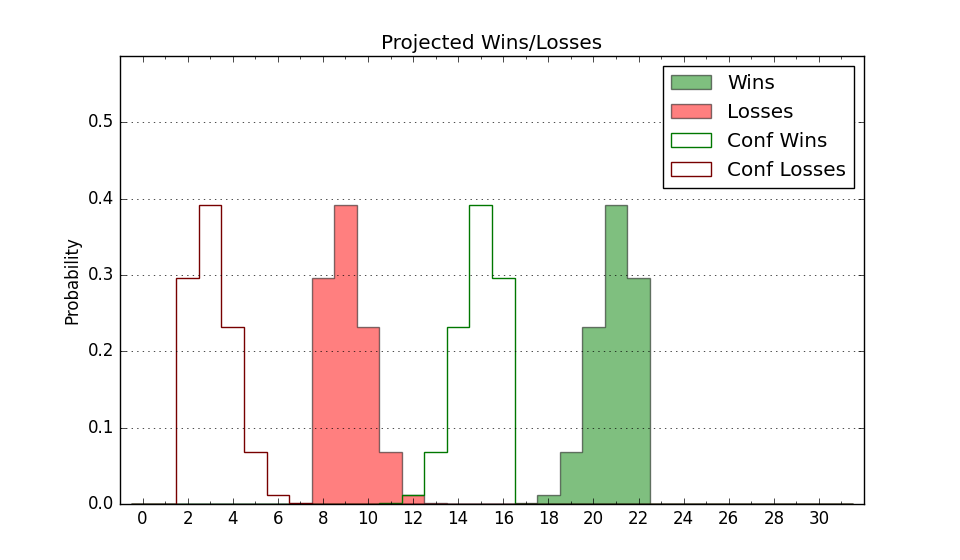 Projected Wins/Losses
Wins
Losses
Conf Wins
Conf Losses
Probability
0.5
0.4
0.3
0.2
0.1
0.0
0 2 4 6 8 10 12 14 16 18 20 22 24 26 28 30